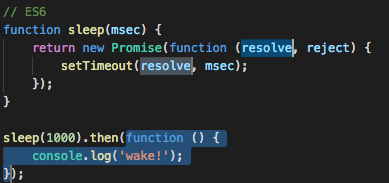 // ES6
function sleep(msec) {
    return new Promise(function (resolve, reject) {
        setTimeout(resolve, msec);
    });
}

sleep(1000).then(function () {
    console.log('wake!');
});